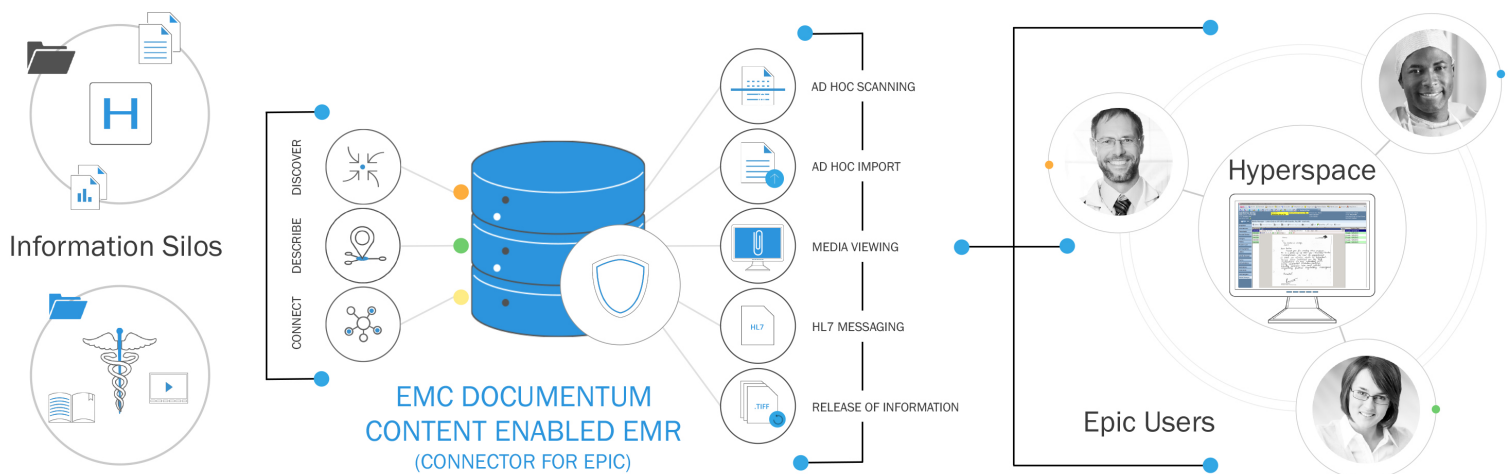 H
Information Silos
DISCOVER
DESCRIBE
CONNECT
EMC DOCUMENTUM
CONTENT ENABLED EMR
(CONNECTOR FOR EPIC)
AD HOC SCANNING
AD HOC IMPORT
MEDIA VIEWING
HL7
HL7 MESSAGING
.TIFF
RELEASE OF INFORMATION
Hyperspace
Epic Users